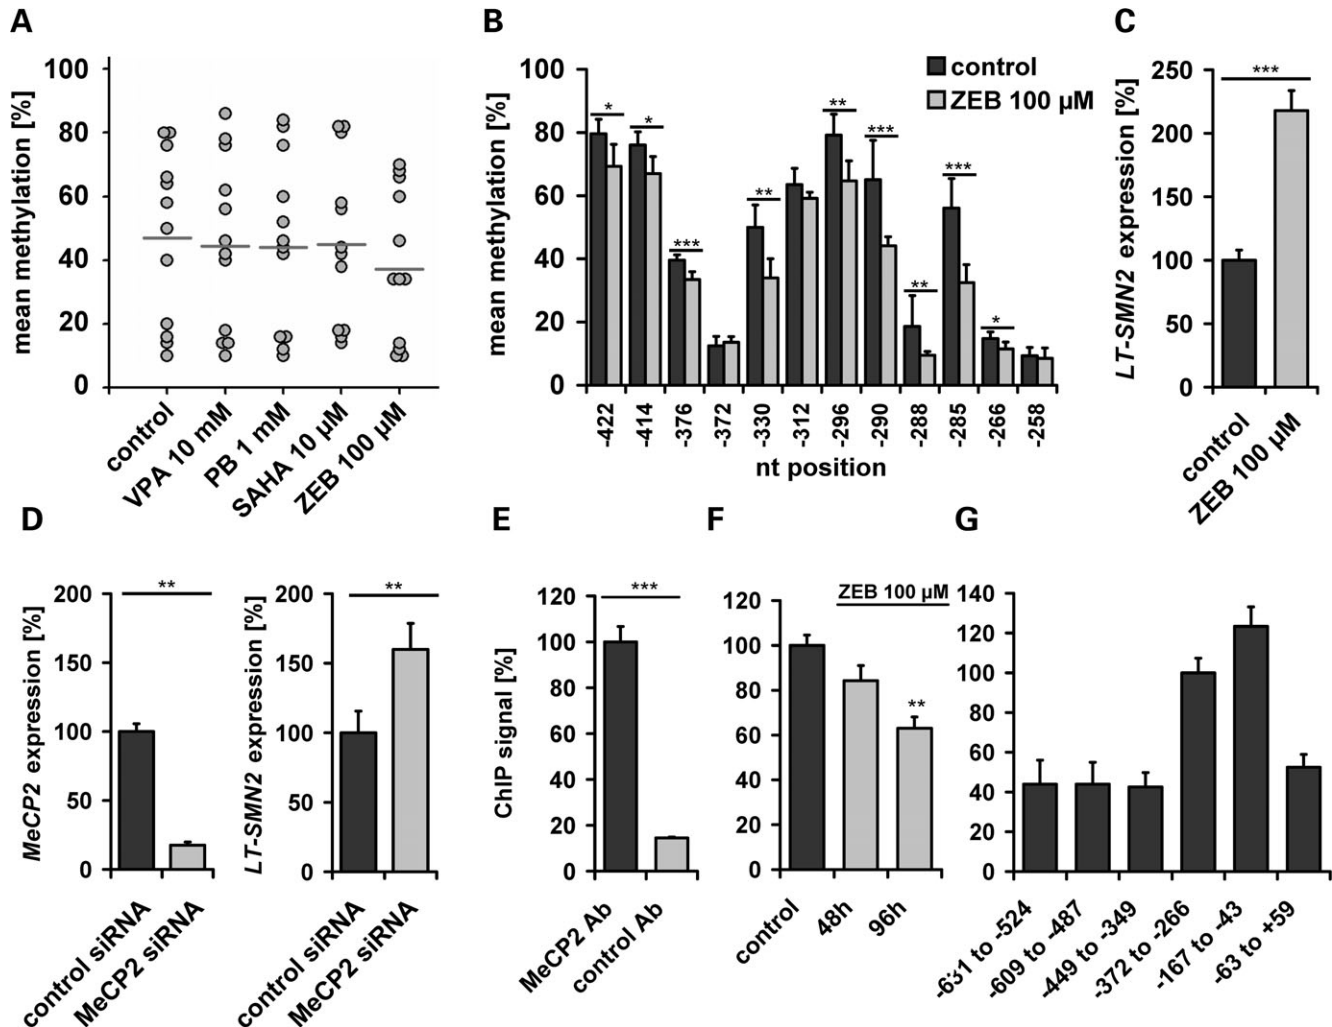 A
mean methylation [%]
100
80
60
40
20
0
control
VPA 10 mM
PB 1 mM
SAHA 10 µM
ZEB 100 µM
B
mean methylation [%]
100
80
60
40
20
0
control
ZEB 100 µM
*
*
***
**
**
***
**
***
*
-422
-414
-376
-372
-330
-312
-296
-290
-288
-285
-266
-258
nt position
C
LT-SMN2 expression [%]
250
200
150
100
50
0
***
control
ZEB 100 µM
D
MeCP2 expression [%]
200
150
100
50
0
**
control siRNA
MeCP2 siRNA
LT-SMN2 expression [%]
200
150
100
50
0
**
control siRNA
MeCP2 siRNA
E
ChIP signal [%]
120
100
80
60
40
20
0
***
MeCP2 Ab
control Ab
F
120
100
80
60
40
20
0
ZEB 100 µM
**
control
48h
96h
G
140
120
100
80
60
40
20
0
-631 to -524
-609 to -487
-449 to -349
-372 to -266
-167 to -43
-63 to +59